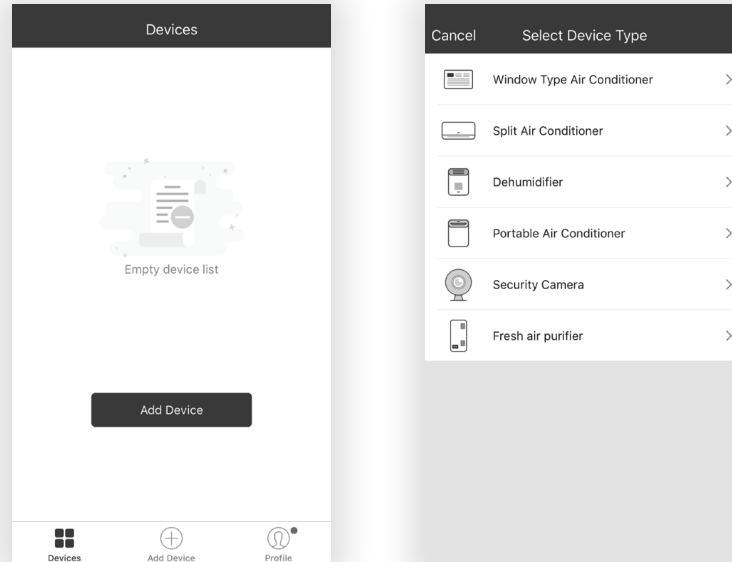 Devices
Empty device list
Add Device
Devices
Add Device
Profile
Cancel
Select Device Type
Window Type Air Conditioner
Split Air Conditioner
Dehumidifier
Portable Air Conditioner
Security Camera
Fresh air purifier